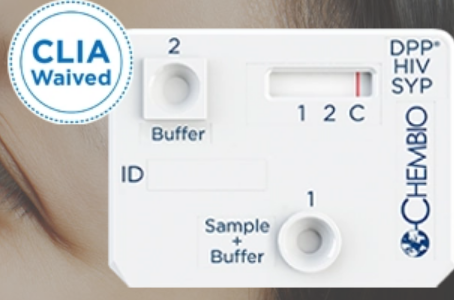 CLIA
Waived
2
Buffer
DPP®
HIV
SYP
1 2 C
CHEMBIO
ID
1
Sample
+
Buffer